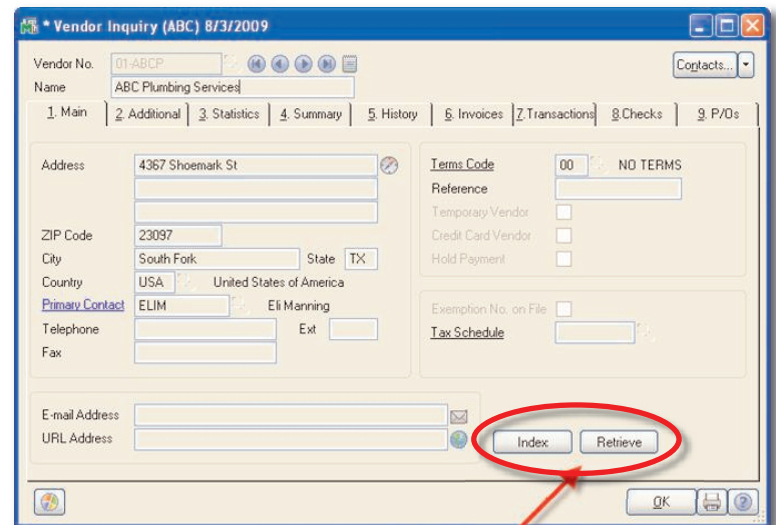 * Vendor Inquiry (ABC) 8/3/2009
Vendor No. 01-ABCP Contacts...
Name ABC Plumbing Services
1. Main 2. Additional 3. Statistics 4. Summary 5. History 6. Invoices 7.Transactions 8.Checks 9. P/Os
Address 4367 Shoemark St Terms Code 00 NO TERMS
Reference
Temporary Vendor
ZIP Code 23097 Credit Card Vendor
City South Fork State TX Hold Payment
Country USA United States of America
Primary Contact ELIM Eli Manning Exemption No. on File
Telephone Ext Tax Schedule
Fax
E-mail Address
URL Address Index Retrieve
OK